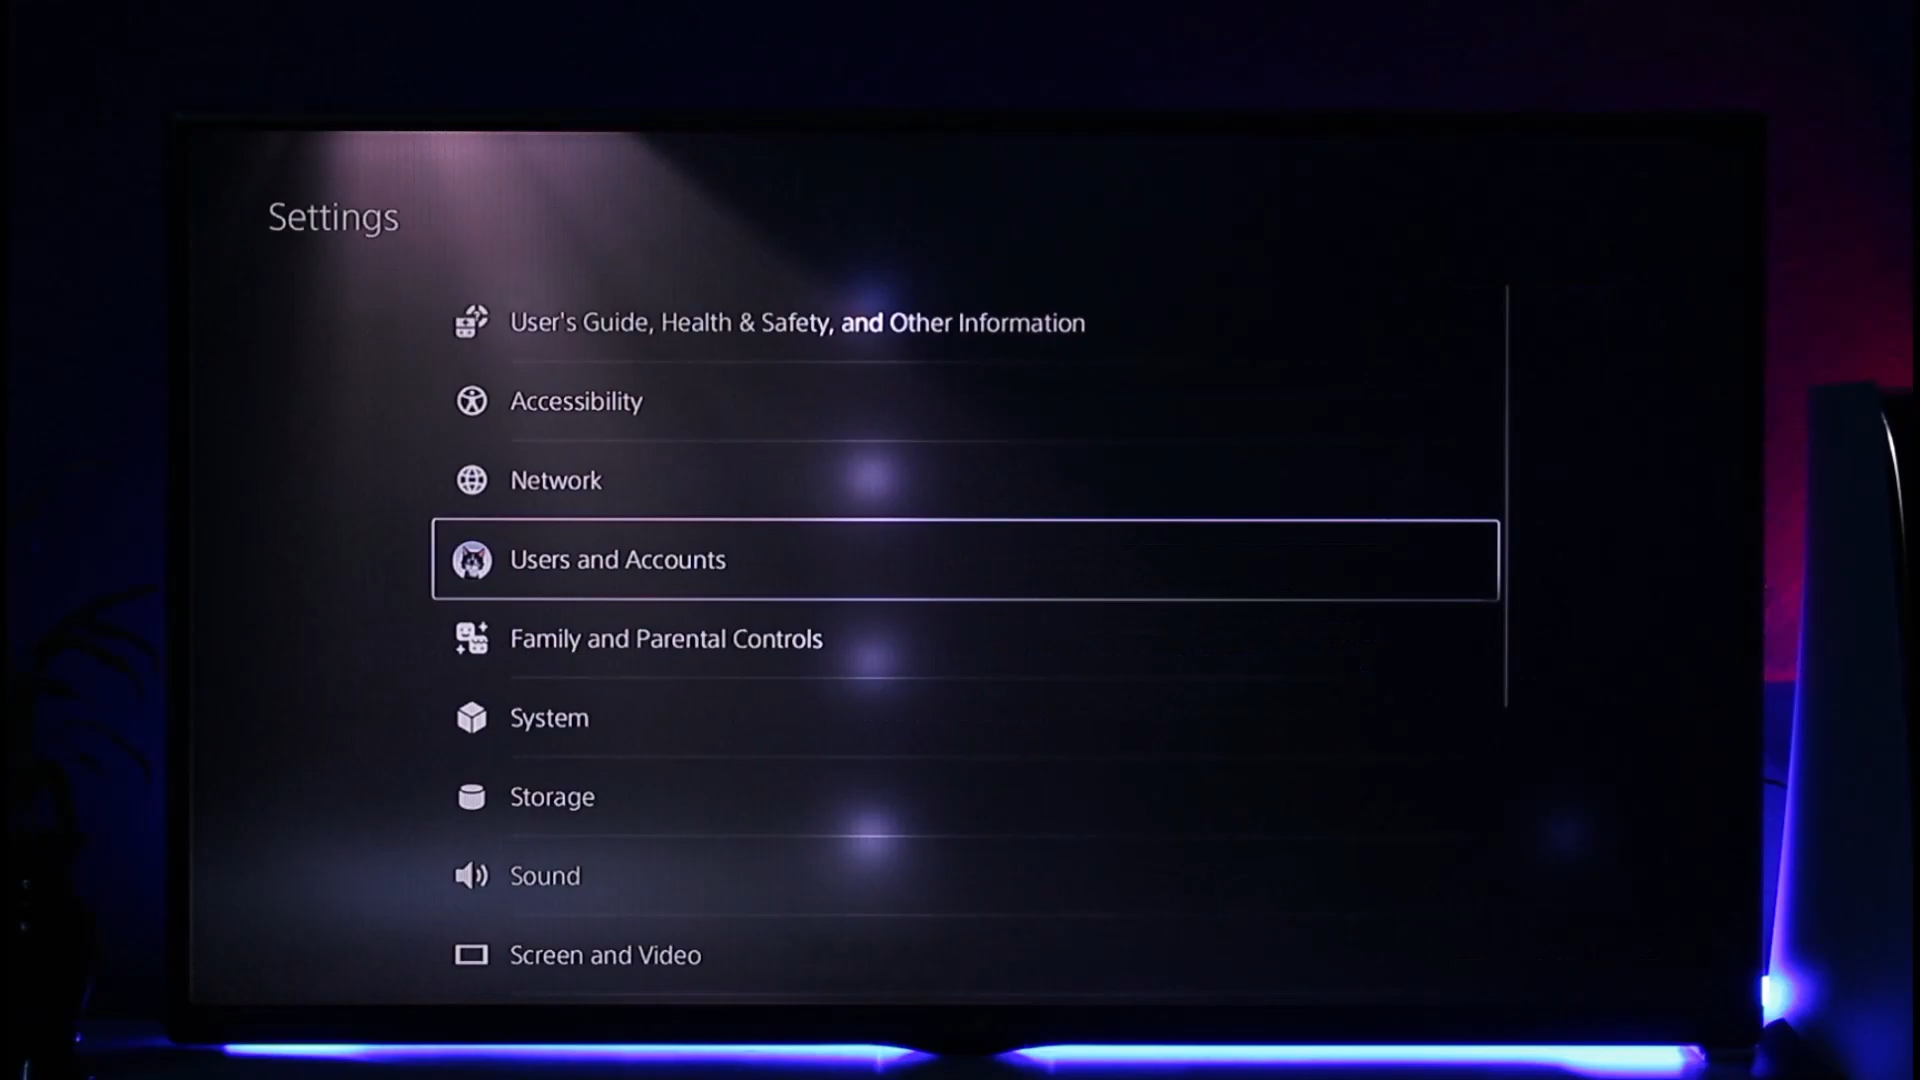 Settings
User's Guide, Health & Safety, and Other Information
Accessibility
Network
Users and Accounts
Family and Parental Controls
System
Storage
Sound
Screen and Video